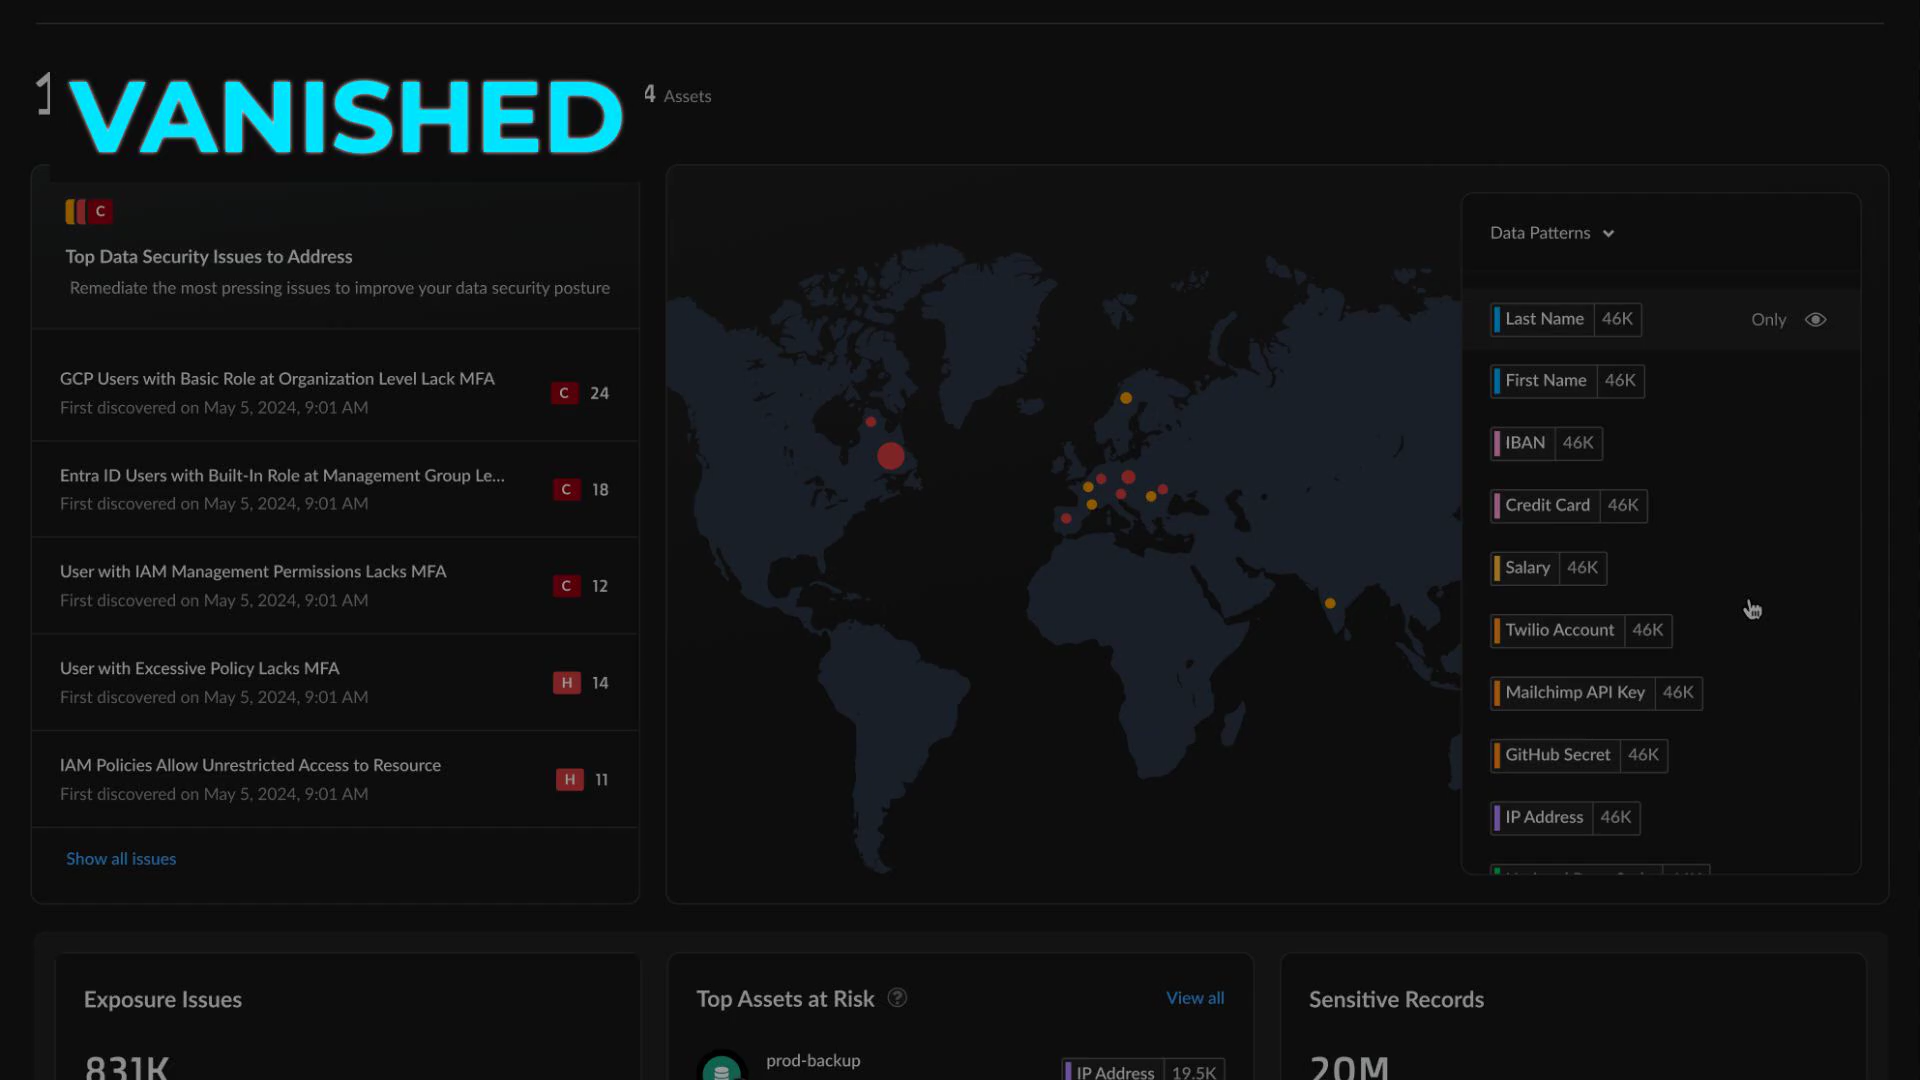 1
VANISHED
4 Assets
C
Top Data Security Issues to Address
Remediate the most pressing issues to improve your data security posture
GCP Users with Basic Role at Organization Level Lack MFA
First discovered on May 5, 2024, 9:01 AM
C 24
Entra ID Users with Built-In Role at Management Group Le...
First discovered on May 5, 2024, 9:01 AM
C 18
User with IAM Management Permissions Lacks MFA
First discovered on May 5, 2024, 9:01 AM
C 12
User with Excessive Policy Lacks MFA
First discovered on May 5, 2024, 9:01 AM
H 14
IAM Policies Allow Unrestricted Access to Resource
First discovered on May 5, 2024, 9:01 AM
H 11
Show all issues
Data Patterns
Last Name 46K Only
First Name 46K
IBAN 46K
Credit Card 46K
Salary 46K
Twilio Account 46K
Mailchimp API Key 46K
GitHub Secret 46K
IP Address 46K
Exposure Issues
831K
Top Assets at Risk ? View all
prod-backup
IP Address 19.5K
Sensitive Records
20M